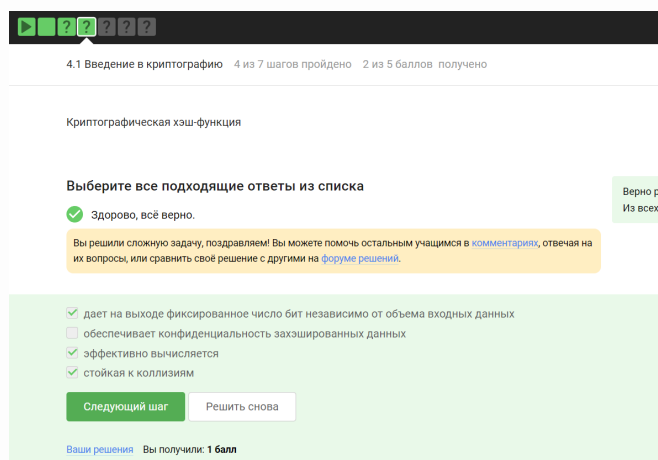 ? ? ? ? ?
4.1 Введение в криптографию 4 из 7 шагов пройдено 2 из 5 баллов получено
Криптографическая хэш-функция
Выберите все подходящие ответы из списка
Верно р
Из всех
Здорово, всё верно.
Вы решили сложную задачу, поздравляем! Вы можете помочь остальным учащимся в комментариях, отвечая на
их вопросы, или сравнить своё решение с другими на форуме решений.
дает на выходе фиксированное число бит независимо от объема входных данных
обеспечивает конфиденциальность захэшированных данных
эффективно вычисляется
стойкая к коллизиям
Следующий шаг Решить снова
Ваши решения Вы получили: 1 балл